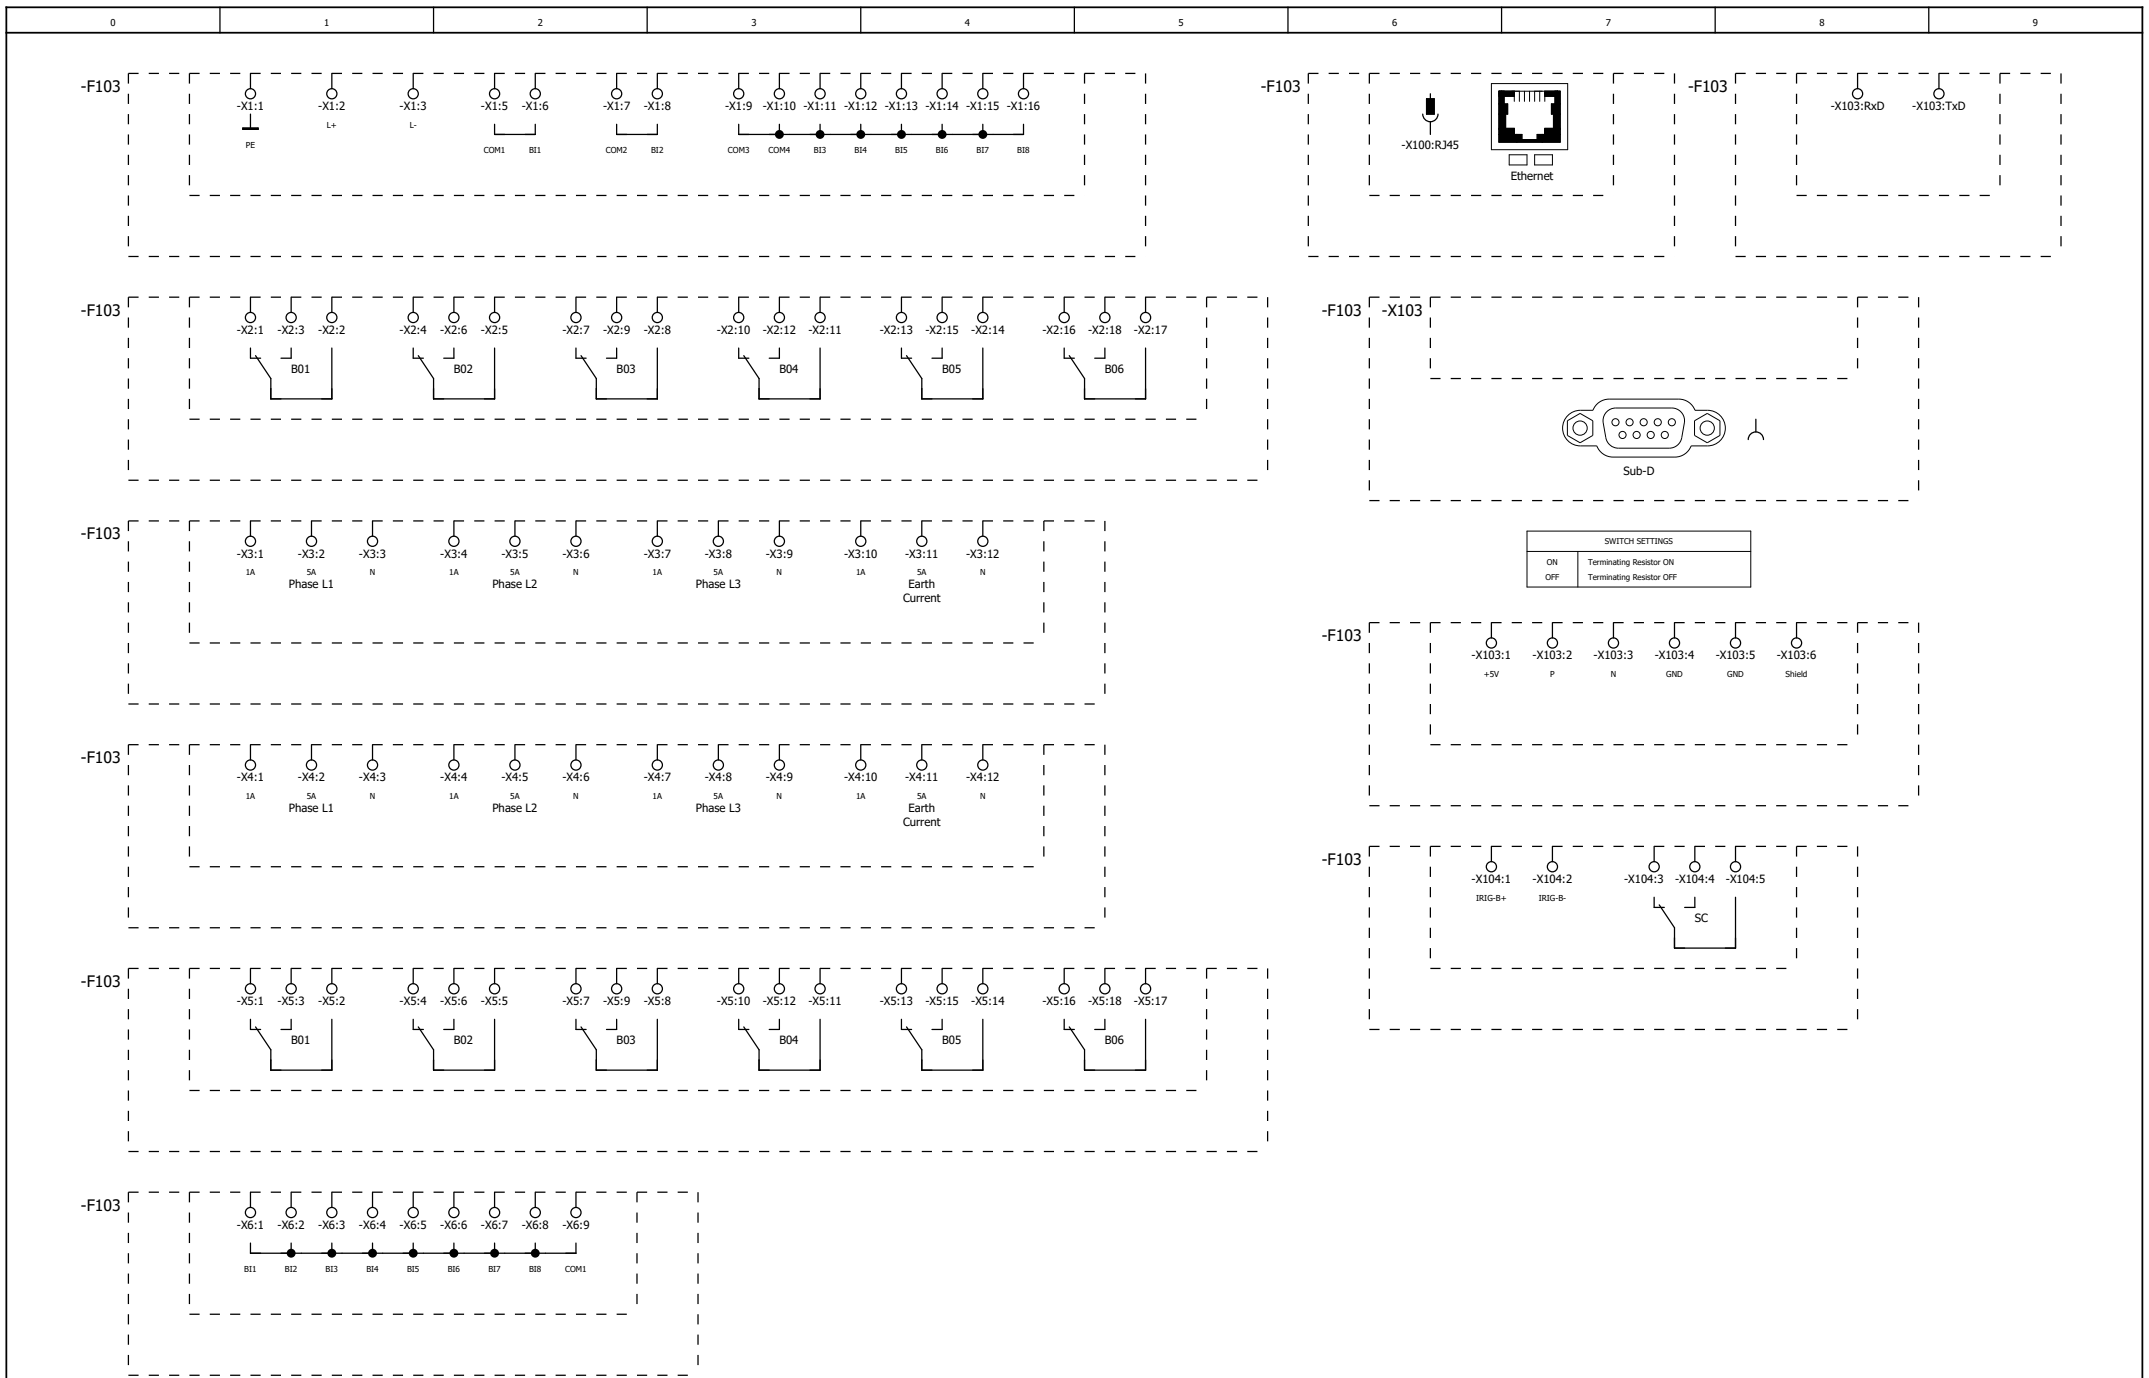 0 1 2 3 4 5 6 7 8 9
-F103
-X1:1 -X1:2 -X1:3 -X1:5 -X1:6 -X1:7 -X1:8 -X1:9 -X1:10 -X1:11 -X1:12 -X1:13 -X1:14 -X1:15 -X1:16
L+ L-
PE COM1 BI1 COM2 BI2 COM3 COM4 BI3 BI4 BI5 BI6 BI7 BI8
-F103
-X100:RJ45
Ethernet
-F103
-X103:RxD -X103:TxD
-F103
-X2:1 -X2:3 -X2:2 -X2:4 -X2:6 -X2:5 -X2:7 -X2:9 -X2:8 -X2:10 -X2:12 -X2:11 -X2:13 -X2:15 -X2:14 -X2:16 -X2:18 -X2:17
B01 B02 B03 B04 B05 B06
-F103 -X103
Sub-D
-F103
-X3:1 -X3:2 -X3:3 -X3:4 -X3:5 -X3:6 -X3:7 -X3:8 -X3:9 -X3:10 -X3:11 -X3:12
1A 5A N 1A 5A N 1A 5A N 1A 5A N
Phase L1 Phase L2 Phase L3 Earth
Current
SWITCH SETTINGS
ON Terminating Resistor ON
OFF Terminating Resistor OFF
-F103
-X103:1 -X103:2 -X103:3 -X103:4 -X103:5 -X103:6
+5V P N GND GND Shield
-F103
-X4:1 -X4:2 -X4:3 -X4:4 -X4:5 -X4:6 -X4:7 -X4:8 -X4:9 -X4:10 -X4:11 -X4:12
1A 5A N 1A 5A N 1A 5A N 1A 5A N
Phase L1 Phase L2 Phase L3 Earth
Current
-F103
-X104:1 -X104:2 -X104:3 -X104:4 -X104:5
IRIG-B+ IRIG-B-
SC
-F103
-X5:1 -X5:3 -X5:2 -X5:4 -X5:6 -X5:5 -X5:7 -X5:9 -X5:8 -X5:10 -X5:12 -X5:11 -X5:13 -X5:15 -X5:14 -X5:16 -X5:18 -X5:17
B01 B02 B03 B04 B05 B06
-F103
-X6:1 -X6:2 -X6:3 -X6:4 -X6:5 -X6:6 -X6:7 -X6:8 -X6:9
BI1 BI2 BI3 BI4 BI5 BI6 BI7 BI8 COM1